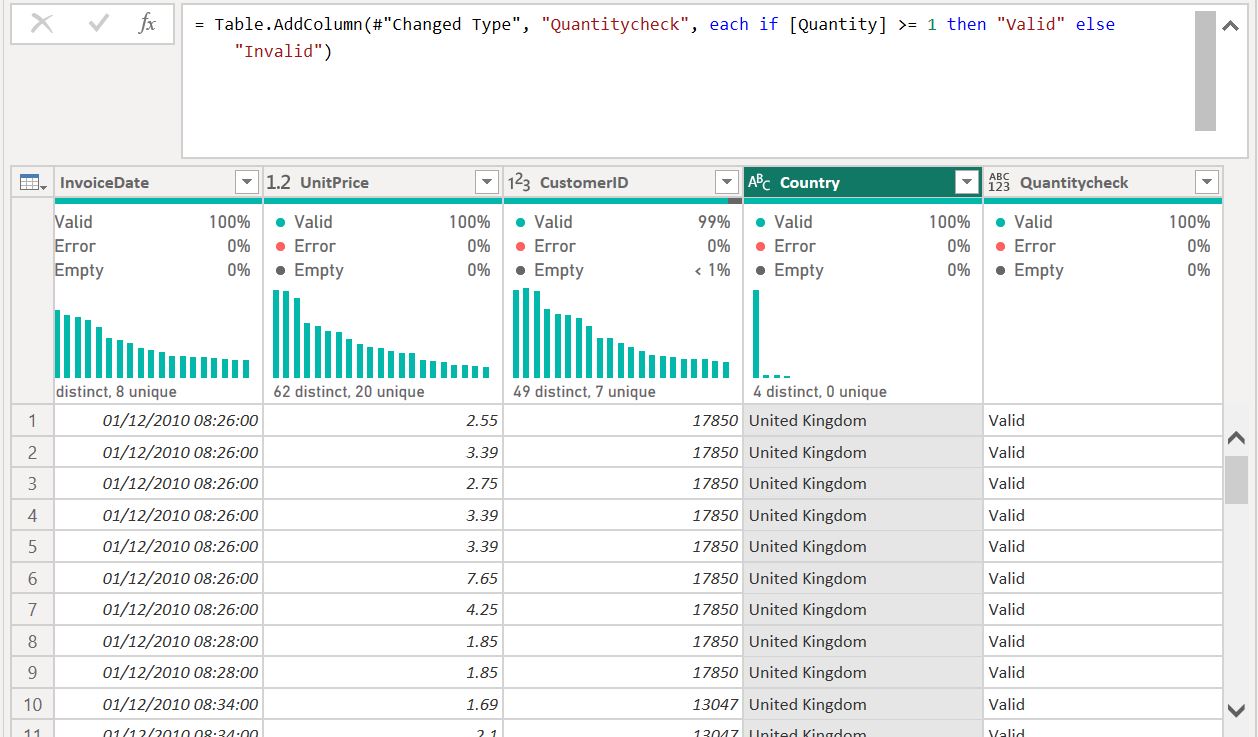 fx
= Table.AddColumn(#"Changed Type", "Quantitycheck", each if [Quantity] >= 1 then "Valid" else
"Invalid")
InvoiceDate 1.2 UnitPrice 123 CustomerID ABC Country ABC 123 Quantitycheck
Valid 100% Valid 100% Valid 99% Valid 100% Valid 100%
Error 0% Error 0% Error 0% Error 0% Error 0%
Empty 0% Empty 0% Empty < 1% Empty 0% Empty 0%
distinct, 8 unique 62 distinct, 20 unique 49 distinct, 7 unique 4 distinct, 0 unique
1 01/12/2010 08:26:00 2.55 17850 United Kingdom Valid
2 01/12/2010 08:26:00 3.39 17850 United Kingdom Valid
3 01/12/2010 08:26:00 2.75 17850 United Kingdom Valid
4 01/12/2010 08:26:00 3.39 17850 United Kingdom Valid
5 01/12/2010 08:26:00 3.39 17850 United Kingdom Valid
6 01/12/2010 08:26:00 7.65 17850 United Kingdom Valid
7 01/12/2010 08:26:00 4.25 17850 United Kingdom Valid
8 01/12/2010 08:28:00 1.85 17850 United Kingdom Valid
9 01/12/2010 08:28:00 1.85 17850 United Kingdom Valid
10 01/12/2010 08:34:00 1.69 13047 United Kingdom Valid
11 01/12/2010 08:34:00 2.1 13047 United Kingdom Valid